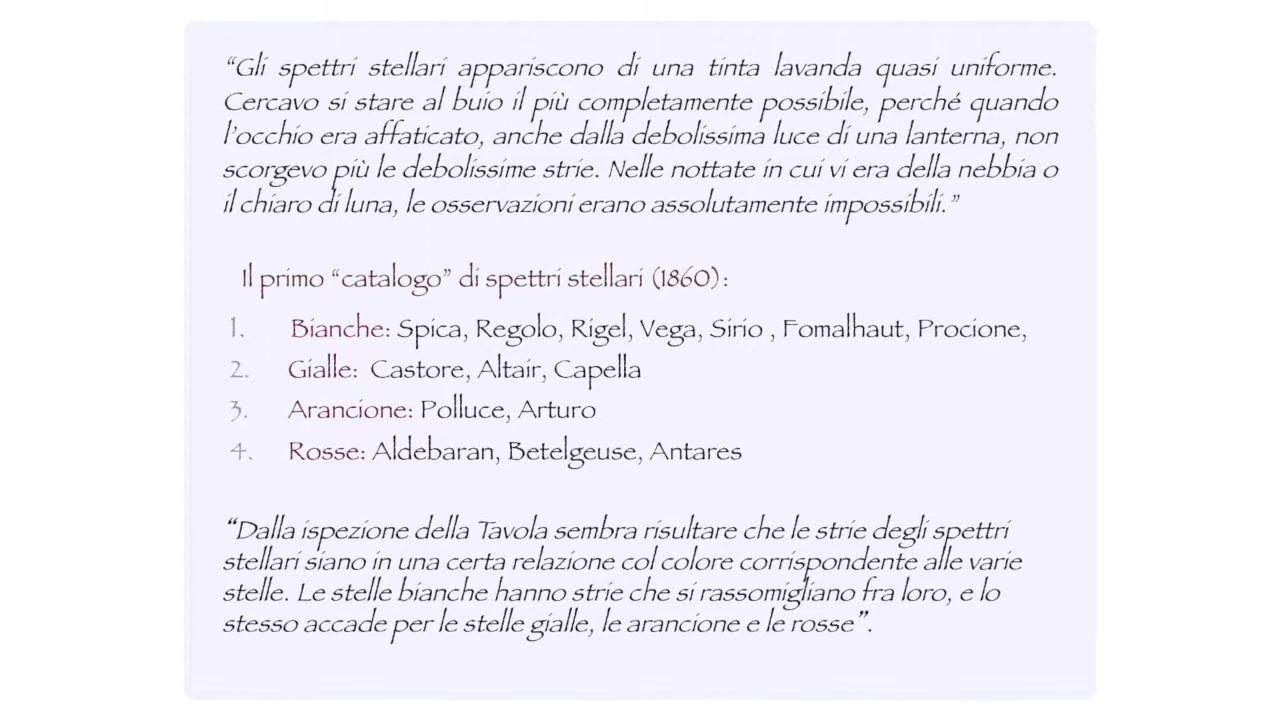 “Gli spettri stellari appariscono di una tinta lavanda quasi uniforme.
Cercavo si stare al buio il più completamente possibile, perché quando
l’occhio era affaticato, anche dalla debolissima luce di una lanterna, non
scorgevo più le debolissime strie. Nelle nottate in cui vi era della nebbia o
il chiaro di luna, le osservazioni erano assolutamente impossibili.”
Il primo “catalogo” di spettri stellari (1860):
1. Bianche: Spica, Regolo, Rigel, Vega, Sirio , Fomalhaut, Procione,
2. Gialle: Castore, Altair, Capella
3. Arancione: Polluce, Arturo
4. Rosse: Aldebaran, Betelgeuse, Antares
“Dalla ispezione della Tavola sembra risultare che le strie degli spettri
stellari siano in una certa relazione col colore corrispondente alle varie
stelle. Le stelle bianche hanno strie che si rassomigliano fra loro, e lo
stesso accade per le stelle gialle, le arancione e le rosse”.